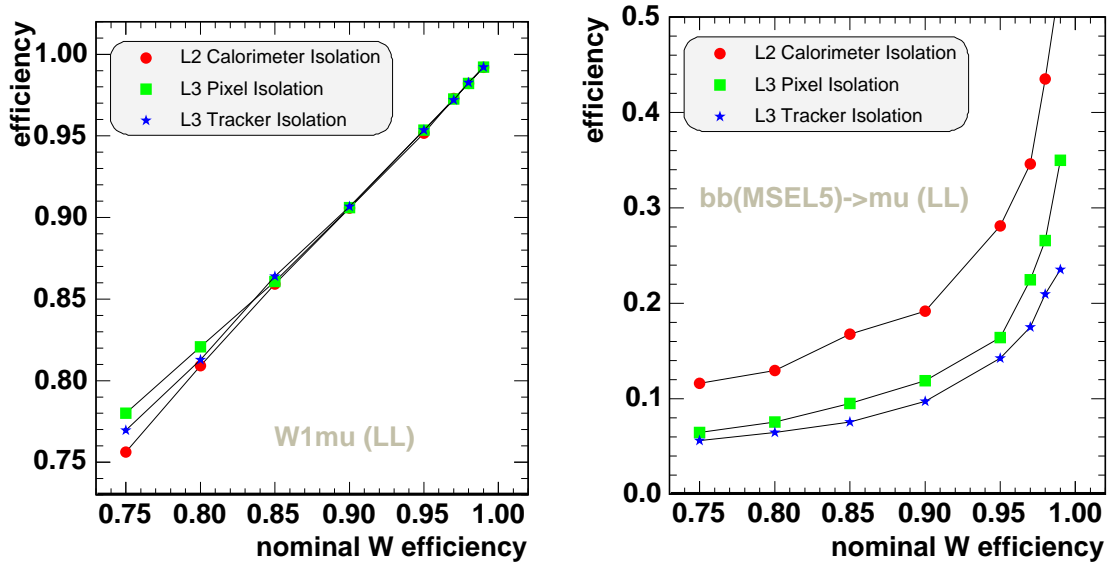 efficiency
1.00
0.95
0.90
0.85
0.80
0.75
L2 Calorimeter Isolation
L3 Pixel Isolation
L3 Tracker Isolation
W1mu (LL)
0.75 0.80 0.85 0.90 0.95 1.00
nominal W efficiency
efficiency
0.5
0.4
0.3
0.2
0.1
0.0
L2 Calorimeter Isolation
L3 Pixel Isolation
L3 Tracker Isolation
bb(MSEL5)->mu (LL)
0.75 0.80 0.85 0.90 0.95 1.00
nominal W efficiency